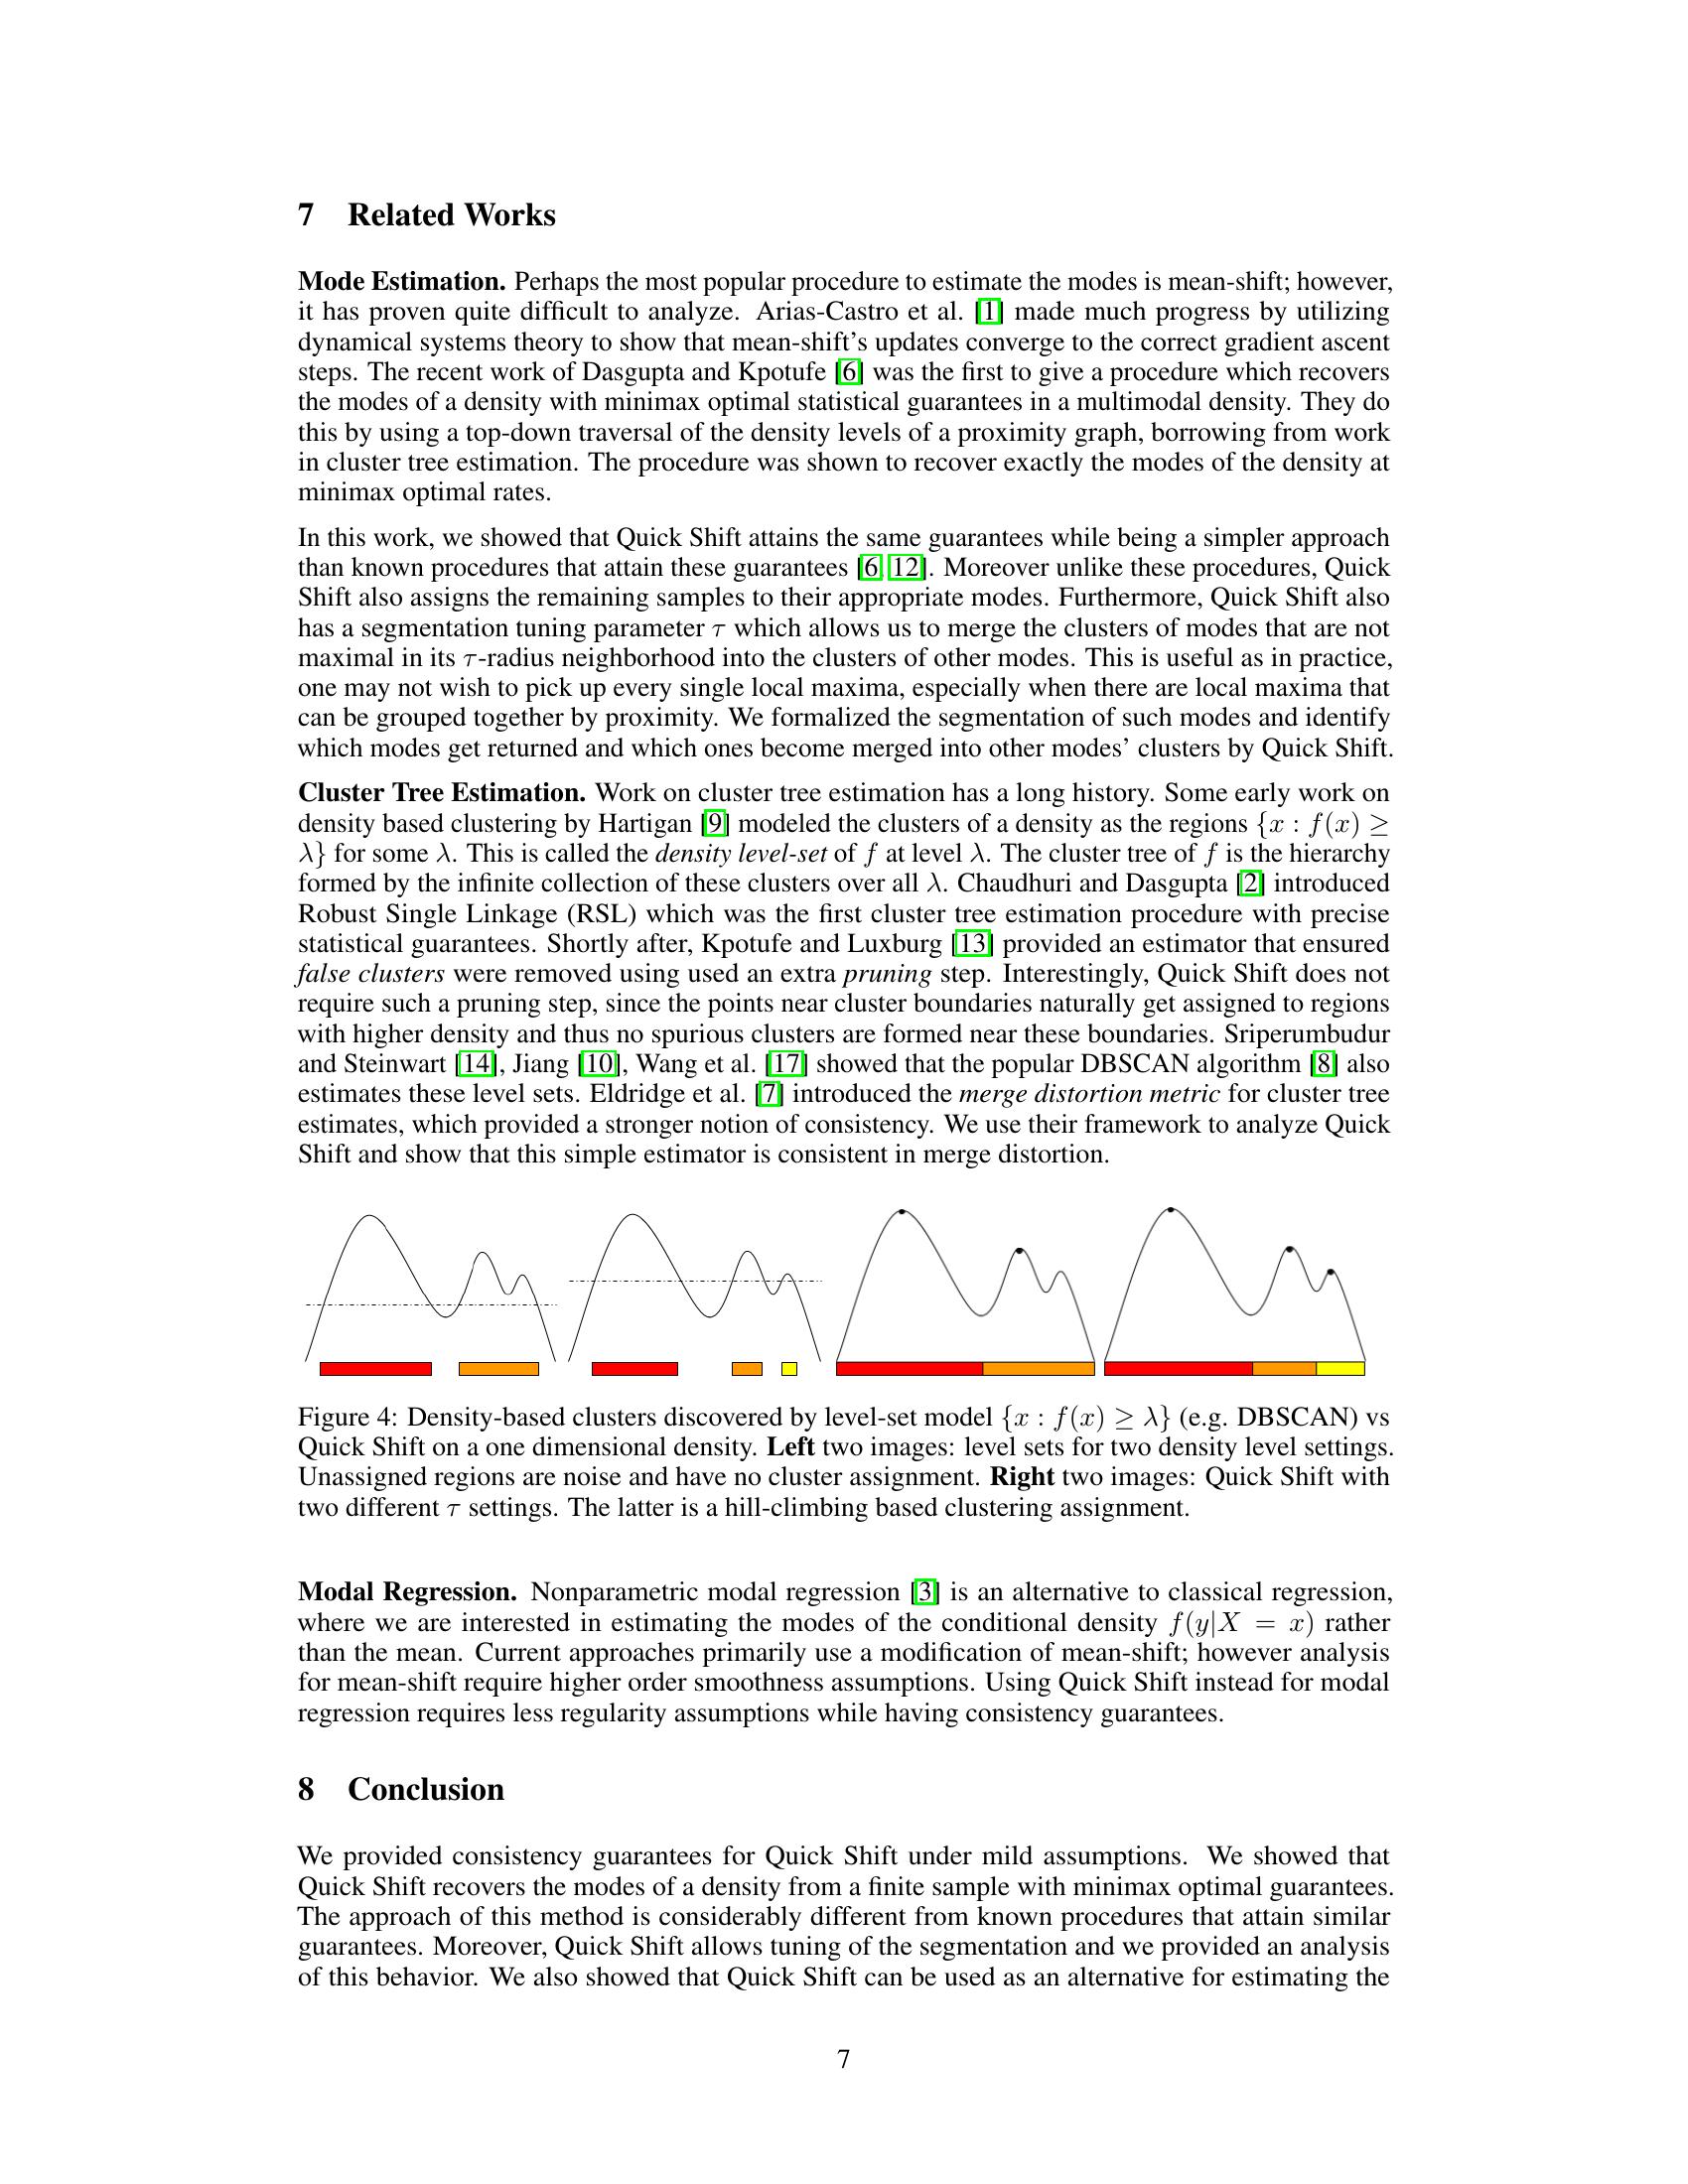 7 Related Works
Mode Estimation. Perhaps the most popular procedure to estimate the modes is mean-shift; however,
it has proven quite difficult to analyze. Arias-Castro et al. [1] made much progress by utilizing
dynamical systems theory to show that mean-shift's updates converge to the correct gradient ascent
steps. The recent work of Dasgupta and Kpotufe [6] was the first to give a procedure which recovers
the modes of a density with minimax optimal statistical guarantees in a multimodal density. They do
this by using a top-down traversal of the density levels of a proximity graph, borrowing from work
in cluster tree estimation. The procedure was shown to recover exactly the modes of the density at
minimax optimal rates.
In this work, we showed that Quick Shift attains the same guarantees while being a simpler approach
than known procedures that attain these guarantees [6, 12]. Moreover unlike these procedures, Quick
Shift also assigns the remaining samples to their appropriate modes. Furthermore, Quick Shift also
has a segmentation tuning parameter τ which allows us to merge the clusters of modes that are not
maximal in its τ-radius neighborhood into the clusters of other modes. This is useful as in practice,
one may not wish to pick up every single local maxima, especially when there are local maxima that
can be grouped together by proximity. We formalized the segmentation of such modes and identify
which modes get returned and which ones become merged into other modes' clusters by Quick Shift.
Cluster Tree Estimation. Work on cluster tree estimation has a long history. Some early work on
density based clustering by Hartigan [9] modeled the clusters of a density as the regions {x : f(x) ≥
λ} for some λ. This is called the density level-set of f at level λ. The cluster tree of f is the hierarchy
formed by the infinite collection of these clusters over all λ. Chaudhuri and Dasgupta [2] introduced
Robust Single Linkage (RSL) which was the first cluster tree estimation procedure with precise
statistical guarantees. Shortly after, Kpotufe and Luxburg [13] provided an estimator that ensured
false clusters were removed using used an extra pruning step. Interestingly, Quick Shift does not
require such a pruning step, since the points near cluster boundaries naturally get assigned to regions
with higher density and thus no spurious clusters are formed near these boundaries. Sriperumbudur
and Steinwart [14], Jiang [10], Wang et al. [17] showed that the popular DBSCAN algorithm [8] also
estimates these level sets. Eldridge et al. [7] introduced the merge distortion metric for cluster tree
estimates, which provided a stronger notion of consistency. We use their framework to analyze Quick
Shift and show that this simple estimator is consistent in merge distortion.
Figure 4: Density-based clusters discovered by level-set model {x : f(x) ≥ λ} (e.g. DBSCAN) vs
Quick Shift on a one dimensional density. Left two images: level sets for two density level settings.
Unassigned regions are noise and have no cluster assignment. Right two images: Quick Shift with
two different τ settings. The latter is a hill-climbing based clustering assignment.
Modal Regression. Nonparametric modal regression [3] is an alternative to classical regression,
where we are interested in estimating the modes of the conditional density f(y|X = x) rather
than the mean. Current approaches primarily use a modification of mean-shift; however analysis
for mean-shift require higher order smoothness assumptions. Using Quick Shift instead for modal
regression requires less regularity assumptions while having consistency guarantees.
8 Conclusion
We provided consistency guarantees for Quick Shift under mild assumptions. We showed that
Quick Shift recovers the modes of a density from a finite sample with minimax optimal guarantees.
The approach of this method is considerably different from known procedures that attain similar
guarantees. Moreover, Quick Shift allows tuning of the segmentation and we provided an analysis
of this behavior. We also showed that Quick Shift can be used as an alternative for estimating the
7